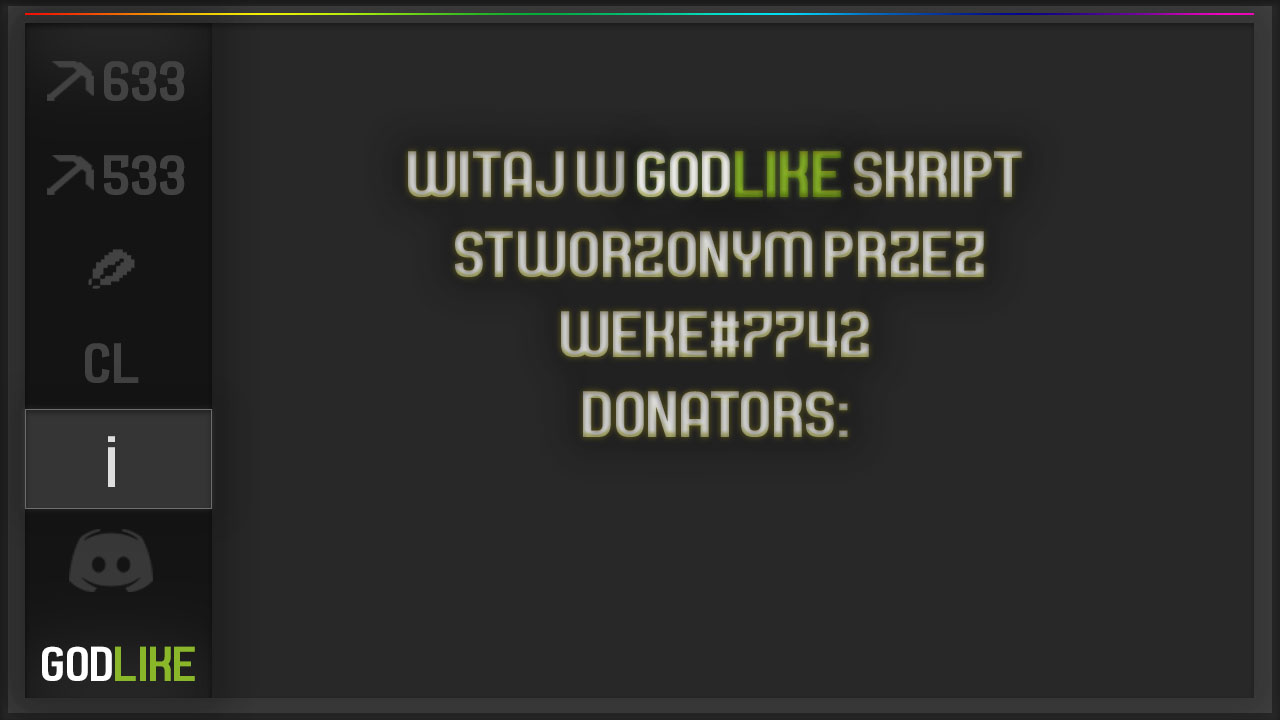 633
533
CL
i
GODLIKE
WITAJ W GODLIKE SKRIPT
STWORZONYM PRZEZ
WEKE#7742
DONATORS: